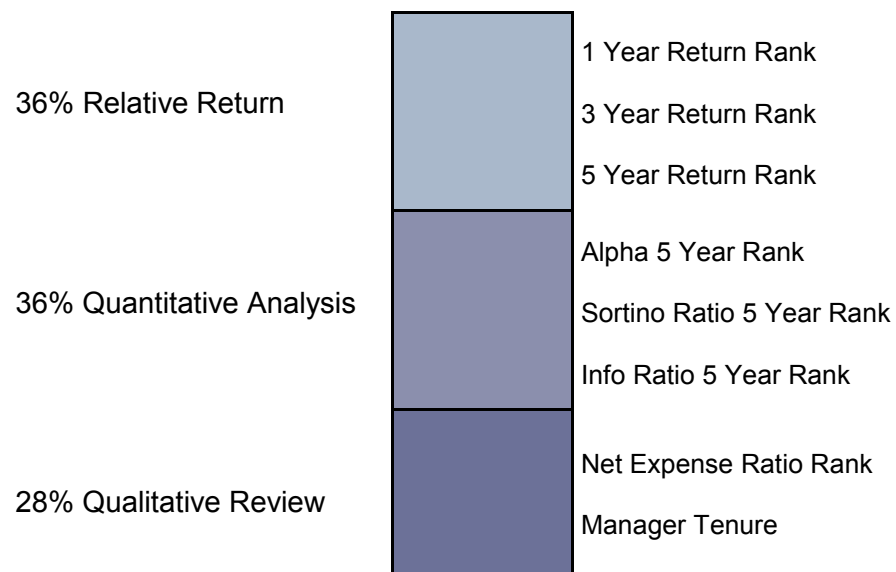 36% Relative Return
1 Year Return Rank
3 Year Return Rank
5 Year Return Rank
36% Quantitative Analysis
Alpha 5 Year Rank
Sortino Ratio 5 Year Rank
Info Ratio 5 Year Rank
28% Qualitative Review
Net Expense Ratio Rank
Manager Tenure